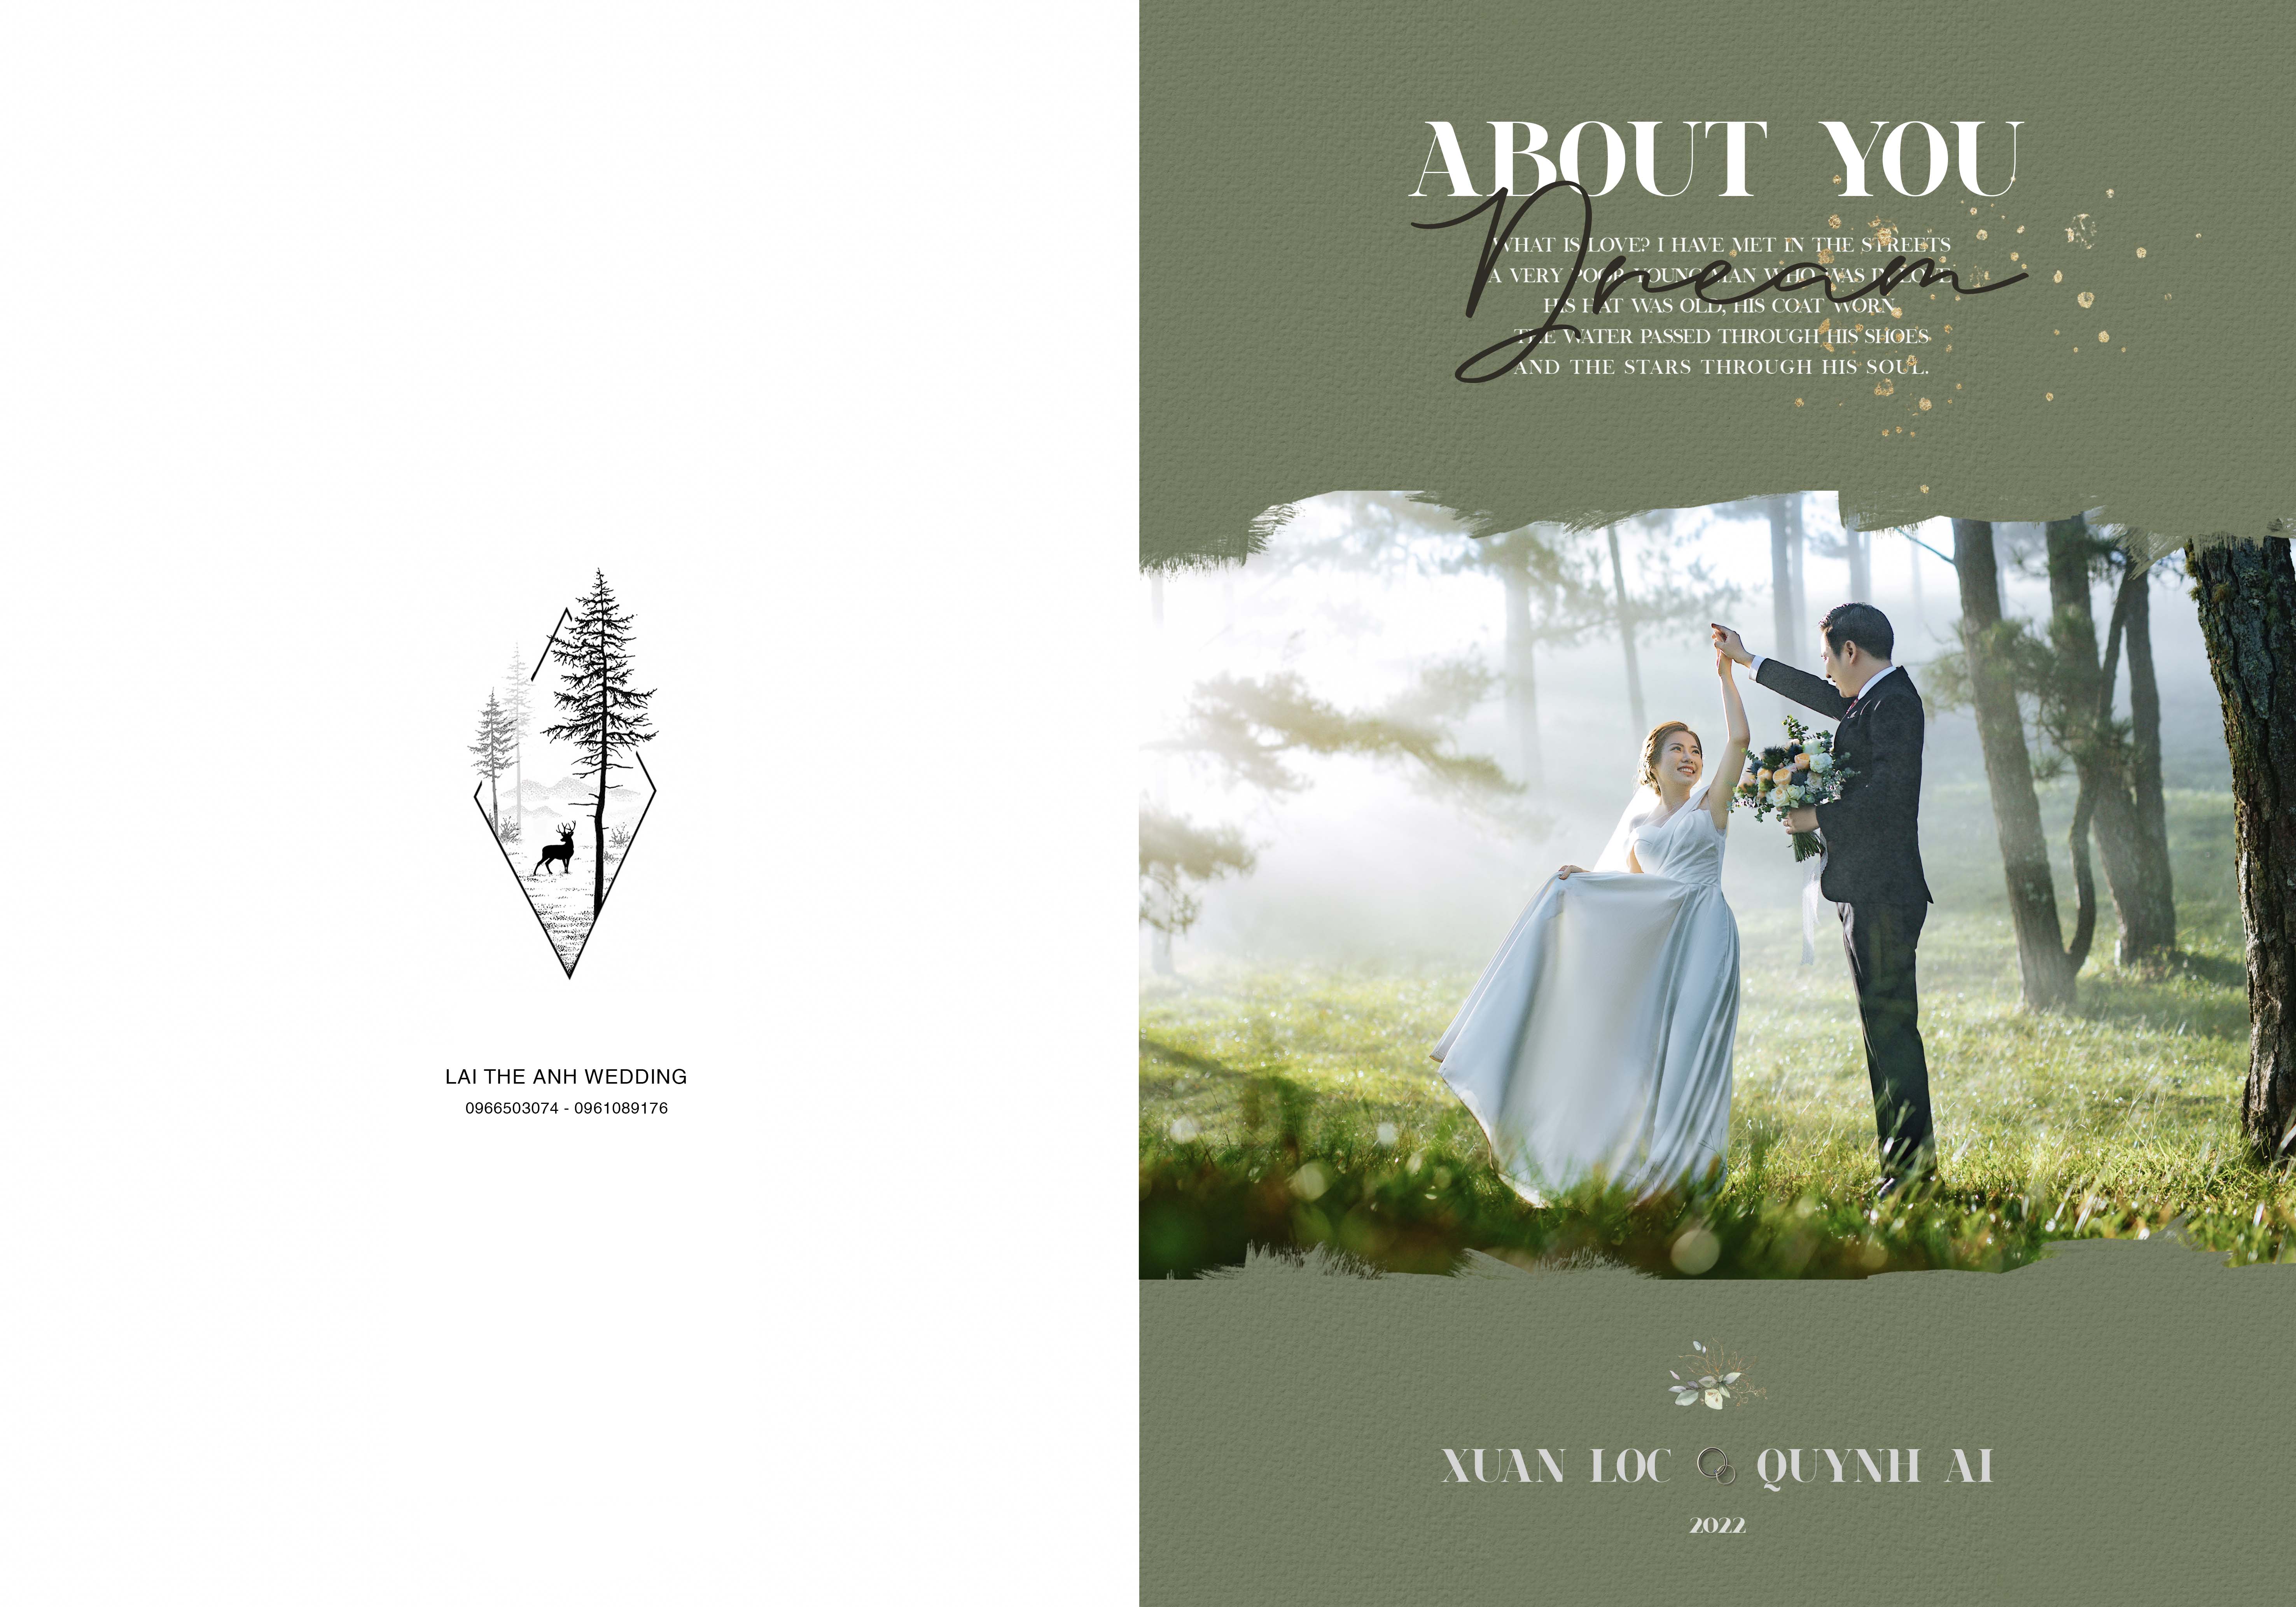 LAI THE ANH WEDDING
0966503074 - 0961089176
ABOUT YOU
Dream
WHAT IS LOVE? I HAVE MET IN THE STREETS
A VERY POOR YOUNG MAN WHO WAS IN LOVE
HIS HAT WAS OLD, HIS COAT WORN
THE WATER PASSED THROUGH HIS SHOES
AND THE STARS THROUGH HIS SOUL.
XUAN LOC QUYNH AI
2022